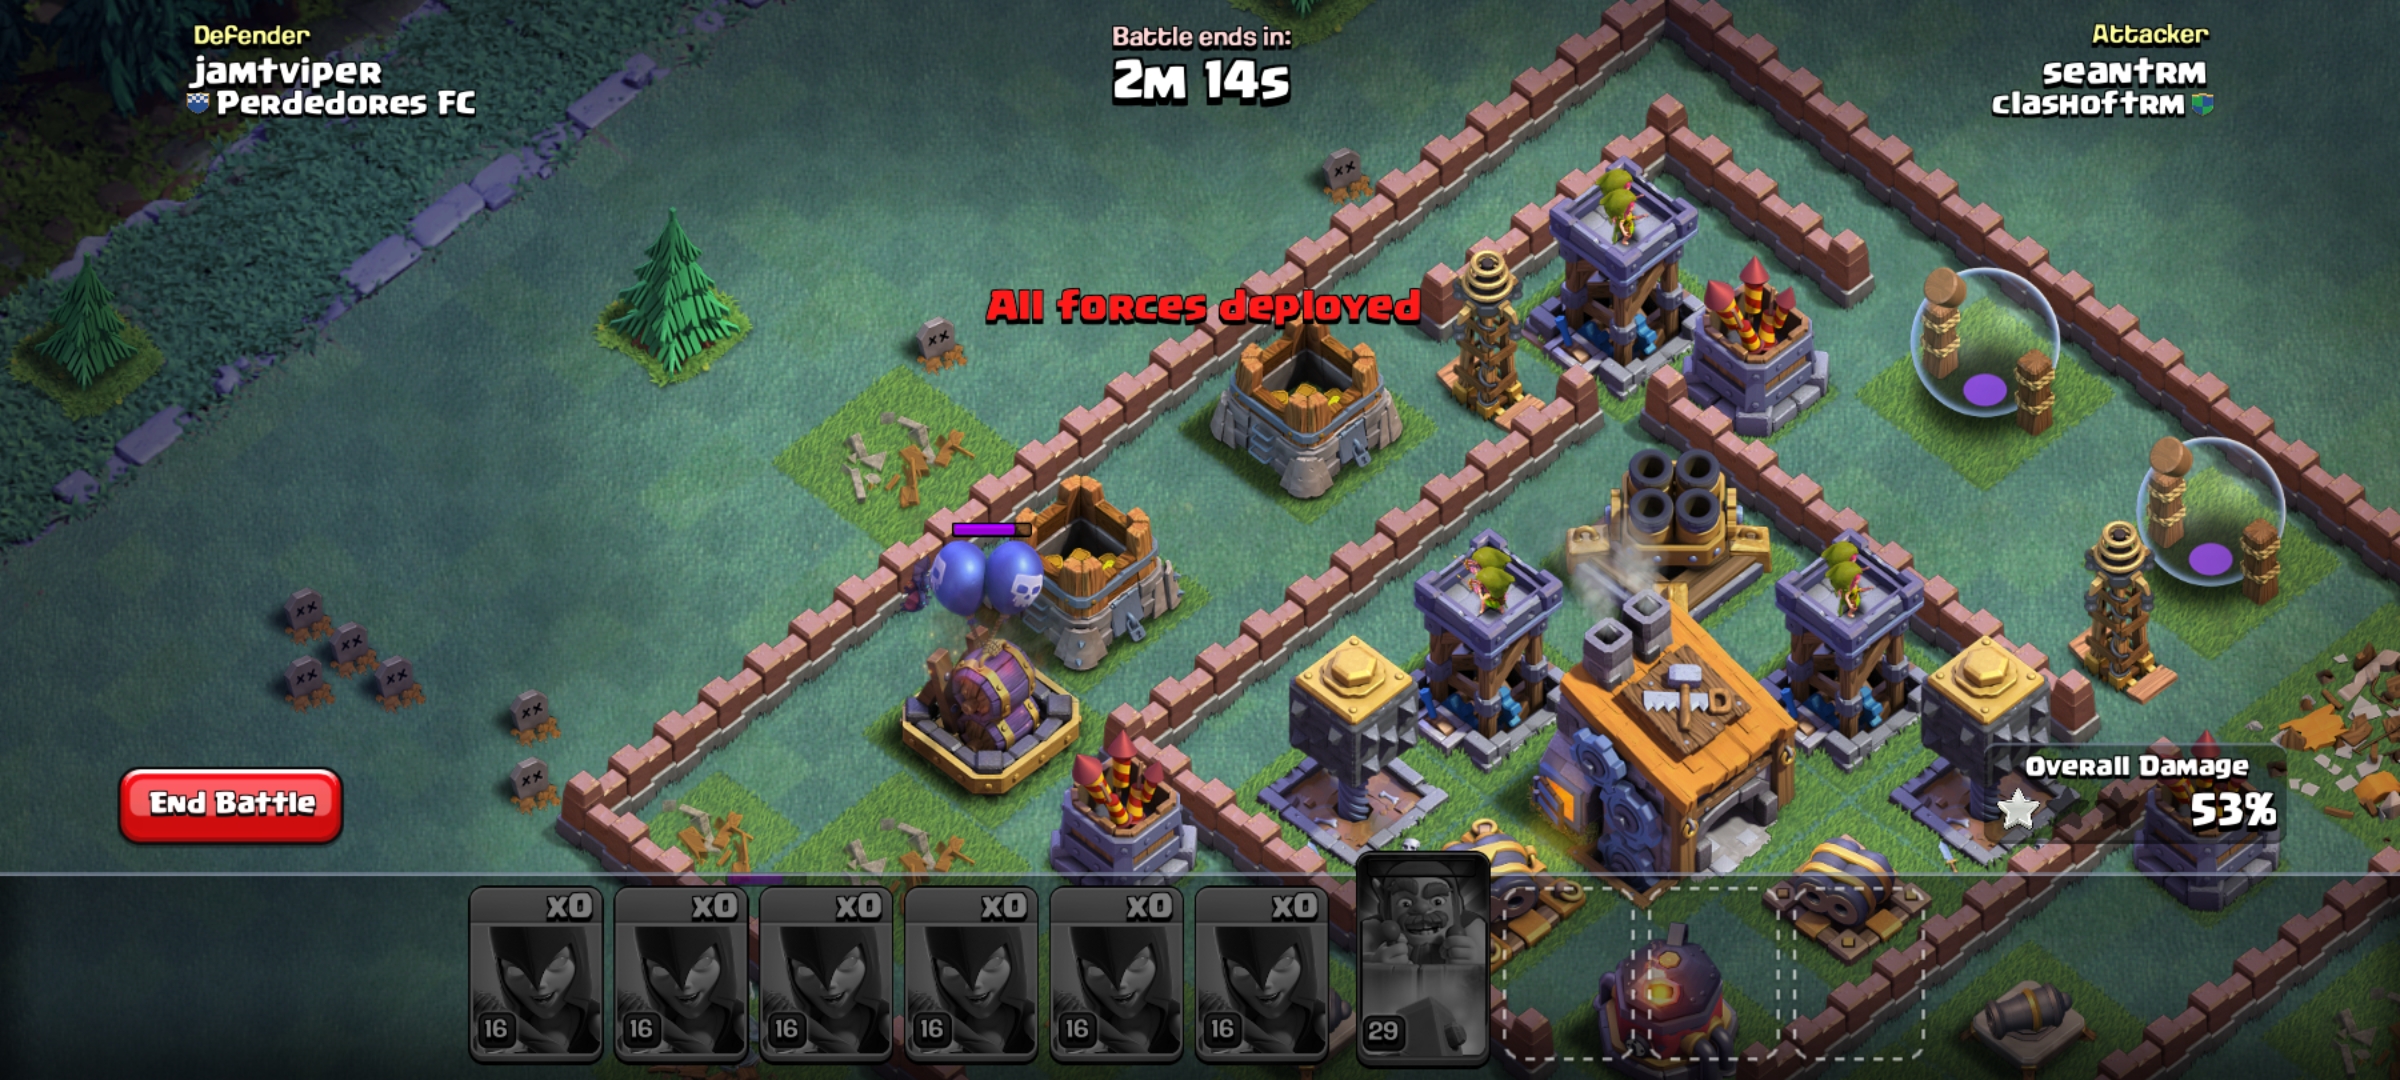 Defender
jamtviper
Perdedores FC
Battle ends in:
2M 14s
Attacker
seantRM
clashoftRM
All forces deployed
End Battle
Overall Damage
53%
x0
x0
x0
x0
x0
x0
16
16
16
16
16
16
29